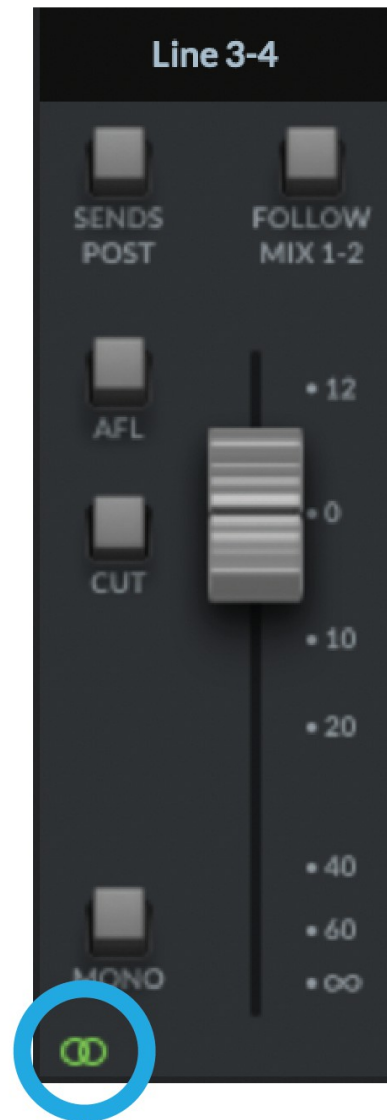 Line 3-4
SENDS
POST
FOLLOW
MIX 1-2
AFL
CUT
12
0
10
20
40
60
∞
MONO